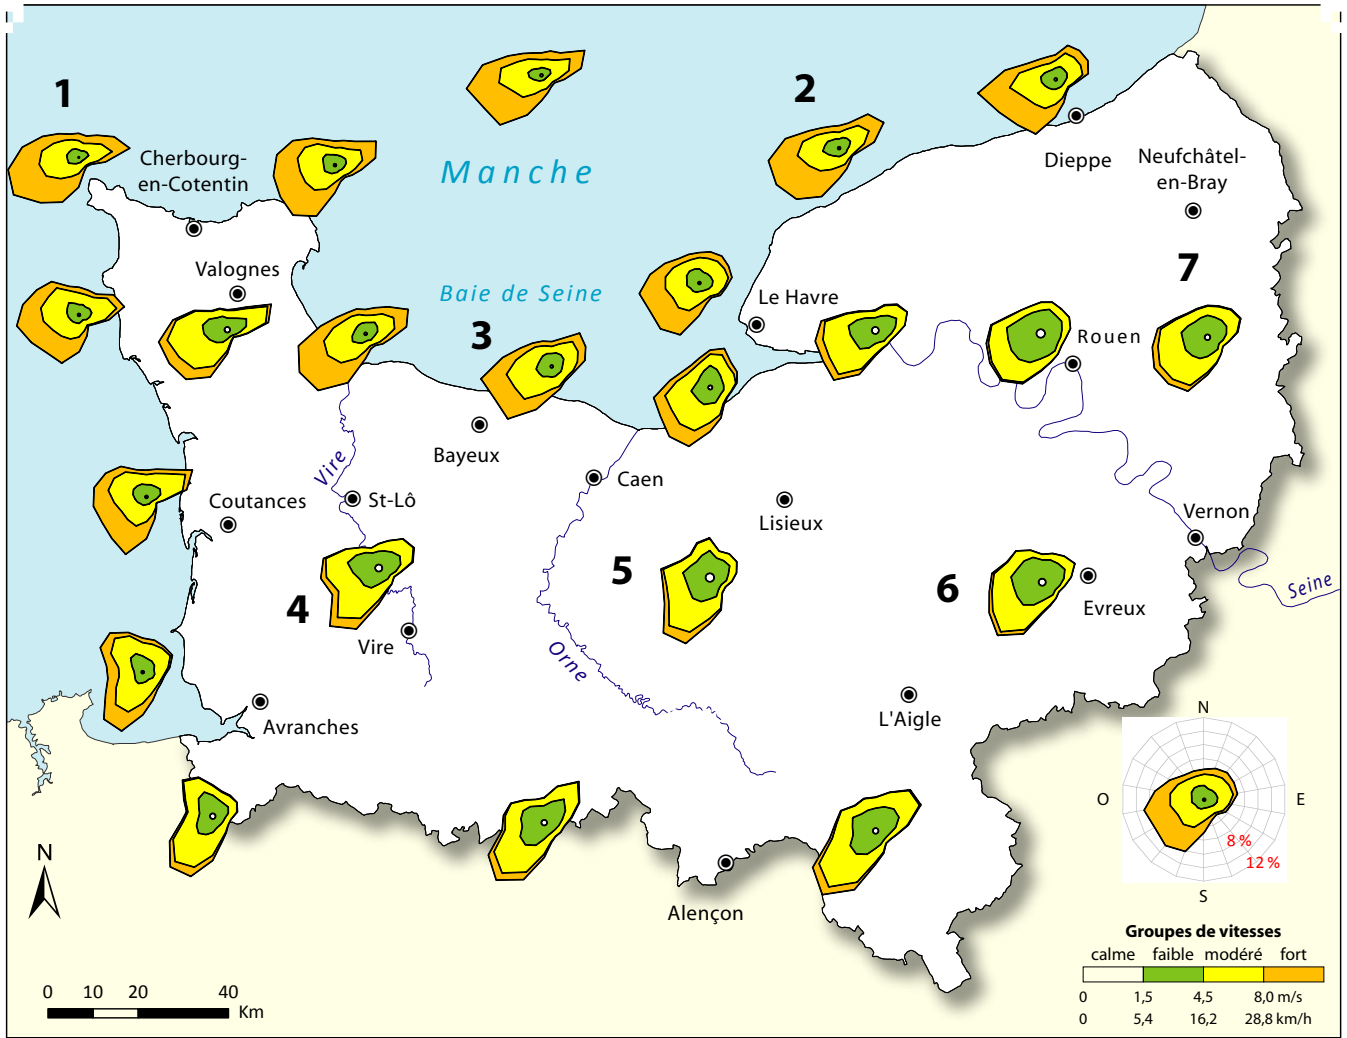 1
2
Cherbourg-
en-Cotentin
Manche
Dieppe
Neufchâtel-
en-Bray
7
Valognes
Baie de Seine
Le Havre
3
Rouen
Bayeux
Vire
Coutances
St-Lô
Caen
Lisieux
Vernon
5
6
4
Seine
Evreux
Vire
Orne
Avranches
L'Aigle
N
O
E
8 %
12 %
S
N
Alençon
Groupes de vitesses
calme faible modéré fort
0 1,5 4,5 8,0 m/s
0 5,4 16,2 28,8 km/h
0 10 20 40
Km